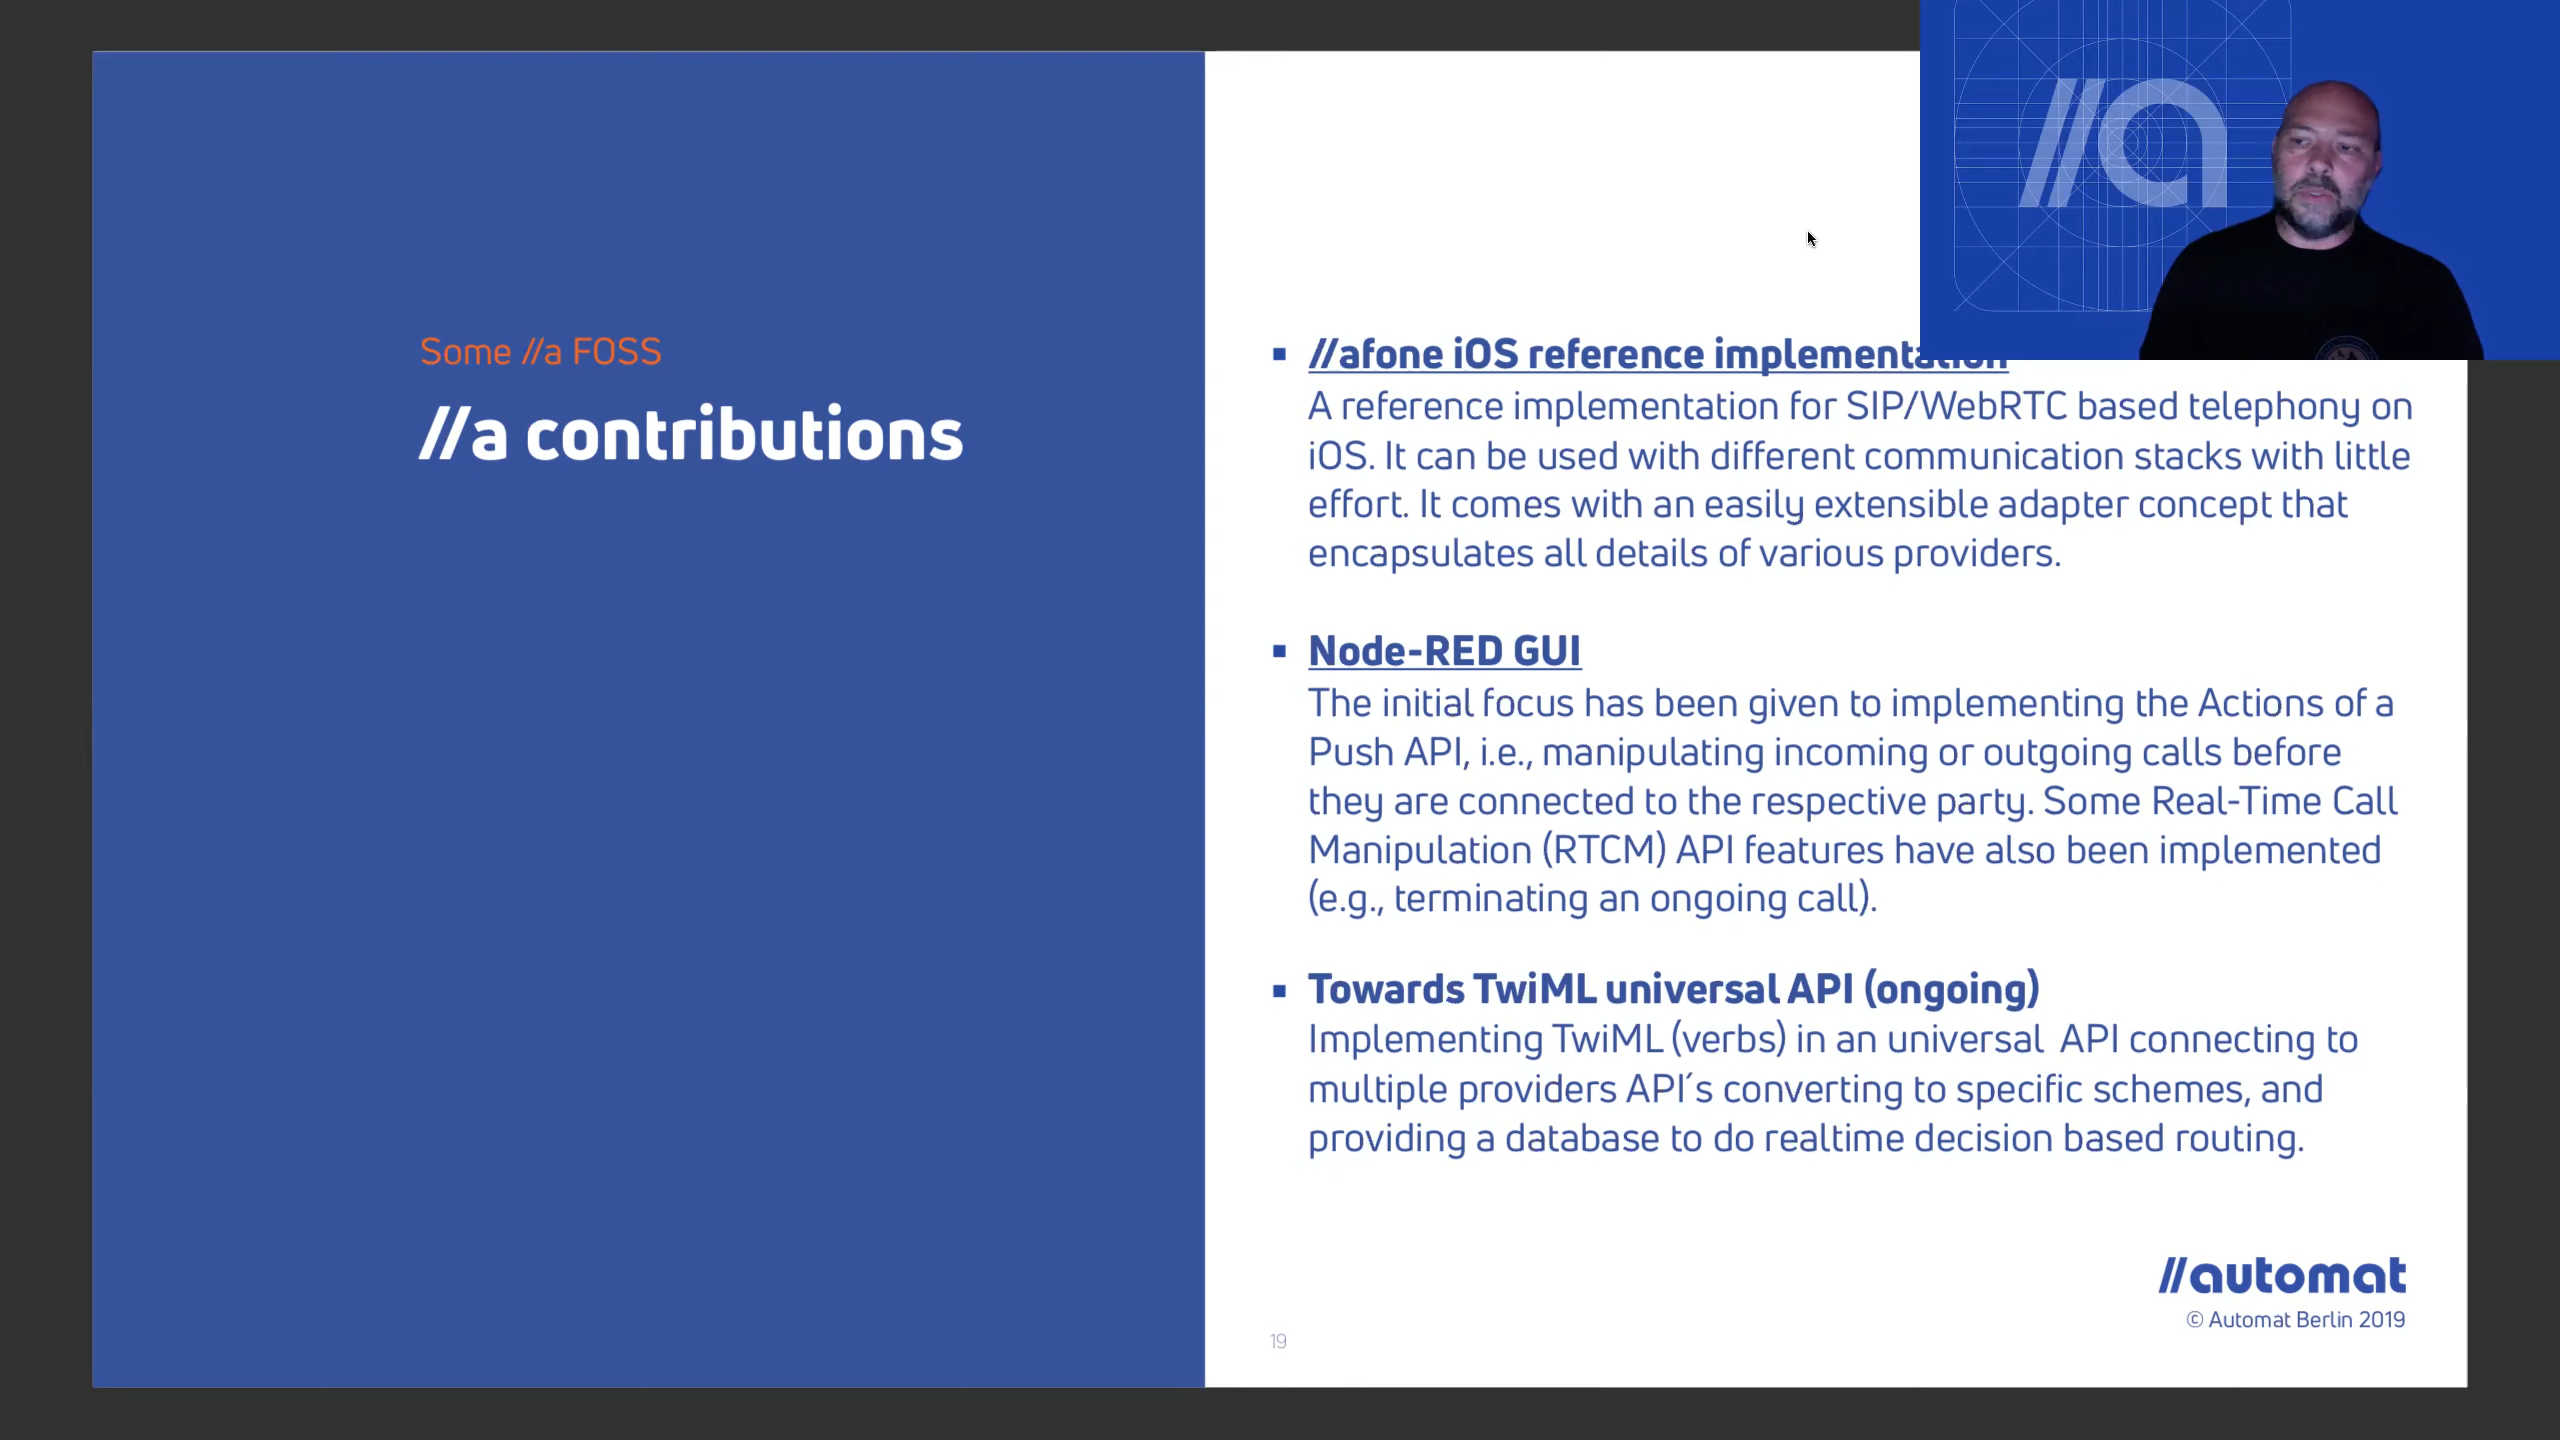 Some //a FOSS
//a contributions
//a
▪ //afone iOS reference implementation
A reference implementation for SIP/WebRTC based telephony on
iOS. It can be used with different communication stacks with little
effort. It comes with an easily extensible adapter concept that
encapsulates all details of various providers.
▪ Node-RED GUI
The initial focus has been given to implementing the Actions of a
Push API, i.e., manipulating incoming or outgoing calls before
they are connected to the respective party. Some Real-Time Call
Manipulation (RTCM) API features have also been implemented
(e.g., terminating an ongoing call).
▪ Towards TwiML universal API (ongoing)
Implementing TwiML (verbs) in an universal API connecting to
multiple providers API´s converting to specific schemes, and
providing a database to do realtime decision based routing.
//automat
© Automat Berlin 2019
19